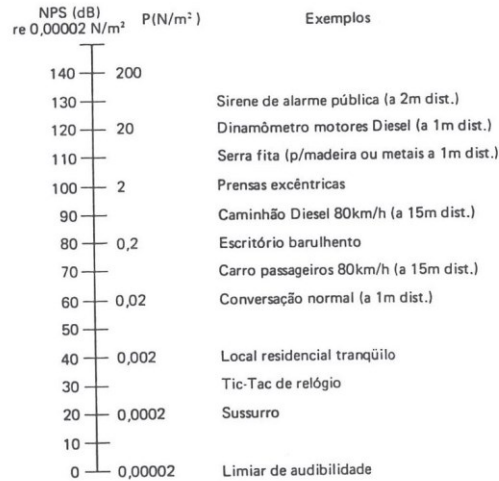 NPS (dB) P(N/m²) Exemplos
re 0,00002 N/m²
140 200
130 Sirene de alarme pública (a 2m dist.)
120 20 Dinamômetro motores Diesel (a 1m dist.)
110 Serra fita (p/madeira ou metais a 1m dist.)
100 2 Prensas excêntricas
90 Caminhão Diesel 80km/h (a 15m dist.)
80 0,2 Escritório barulhento
70 Carro passageiros 80km/h (a 15m dist.)
60 0,02 Conversação normal (a 1m dist.)
50
40 0,002 Local residencial tranqüilo
30 Tic-Tac de relógio
20 0,0002 Sussurro
10
0 0,00002 Limiar de audibilidade